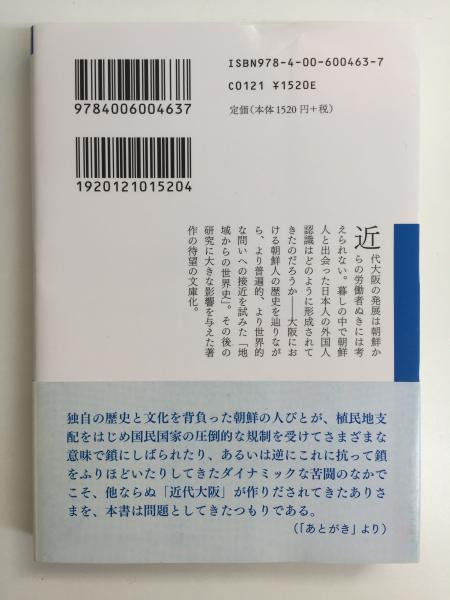 ISBN978-4-00-600463-7
C0121 ¥1520E
定価(本体1520円+税)
9784006004637
1920121015204
近代大阪の発展は朝鮮か
らの労働者ぬきには考
えられない。暮しの中で朝鮮
人と出会った日本人の外国人
認識はどのように形成されて
きたのだろうか──大阪にお
ける朝鮮人の歴史を辿りなが
ら、より普遍的、より世界的
な問いへの接近を試みた「地
域からの世界史」。その後の
研究に大きな影響を与えた著
作の待望の文庫化。
独自の歴史と文化を背負った朝鮮の人びとが、植民地支
配をはじめ国民国家の圧倒的な規制を受けてさまざまな
意味で鎖にしばられたり、あるいは逆にこれに抗って鎖
をふりほどいたりしてきたダイナミックな苦闘のなかで
こそ、他ならぬ「近代大阪」が作りだされてきたありさ
まを、本書は問題としてきたつもりである。
(「あとがき」より)